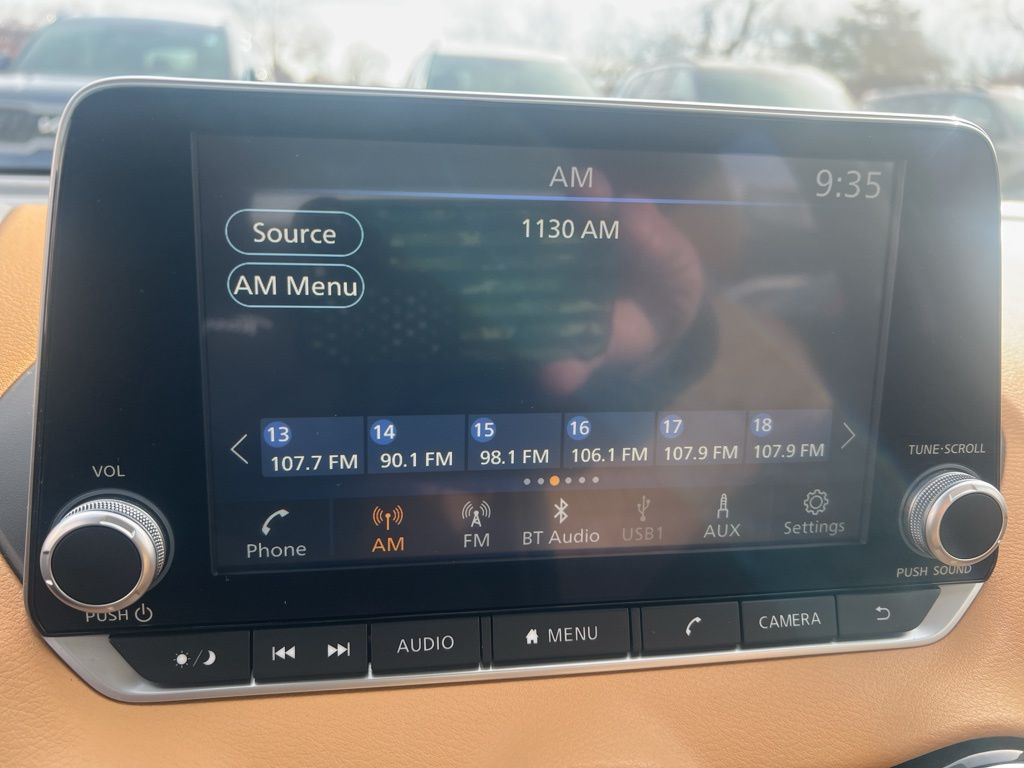 AM
9:35
Source
1130 AM
AM Menu
13 14 15 16 17 18
107.7 FM 90.1 FM 98.1 FM 106.1 FM 107.9 FM 107.9 FM
VOL
TUNE·SCROLL
Phone AM FM BT Audio USB1 AUX Settings
PUSH
PUSH SOUND
AUDIO MENU CAMERA